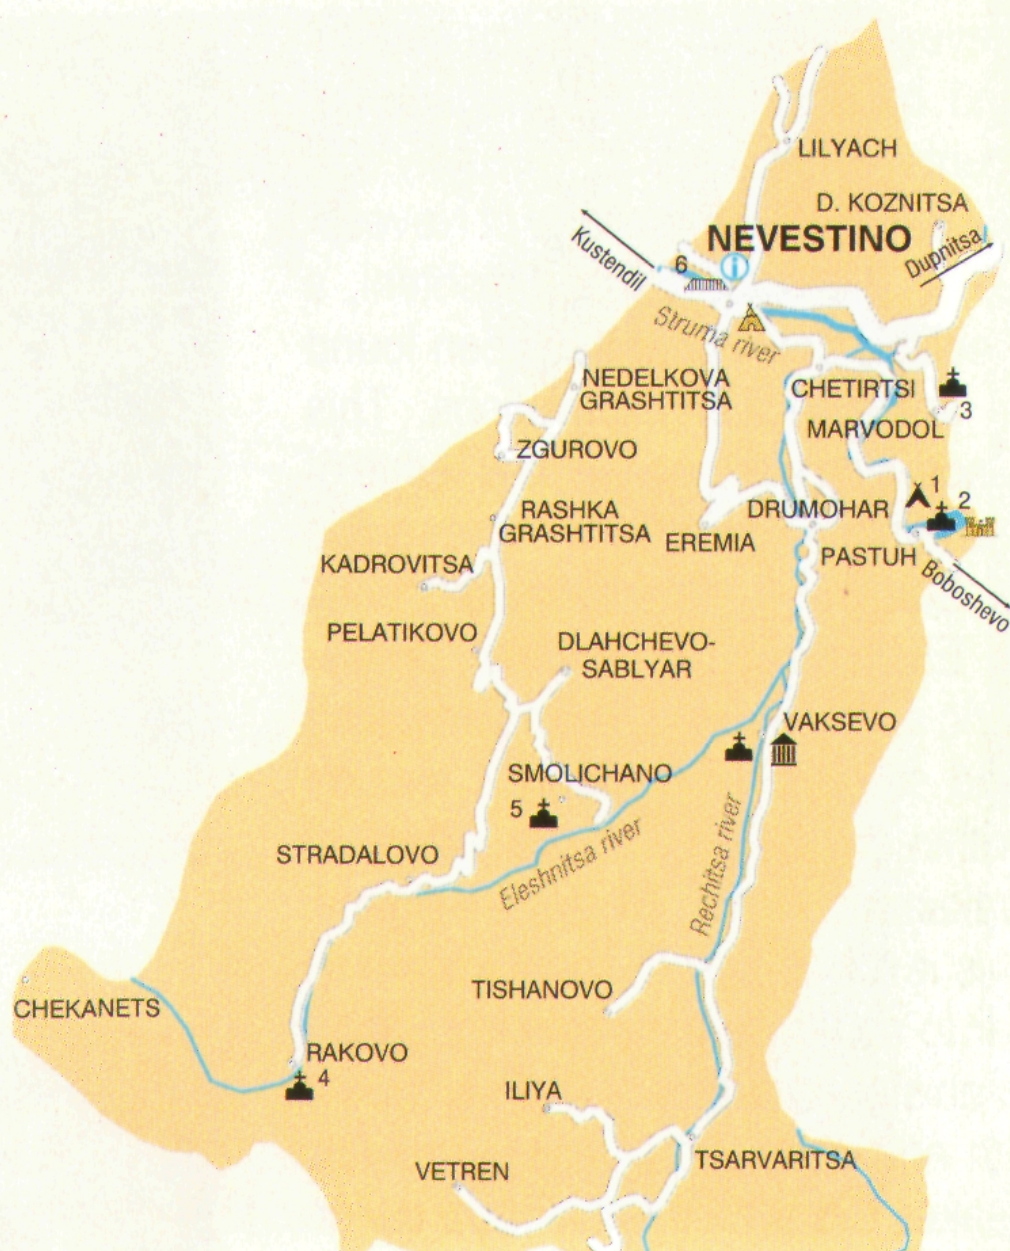 LILYACH
D. KOZNITSA
NEVESTINO
Kustendil
Dupnitsa
6
i
Struma river
NEDELKOVA
GRASHTITSA
CHETIRTSI
3
MARVODOL
ZGUROVO
1
2
RASHKA
GRASHTITSA
DRUMOHAR
EREMIA
PASTUH
KADROVITSA
Boboshevo
PELATIKOVO
DLAHCHEVO-
SABLYAR
VAKSEVO
SMOLICHANO
5
STRADALOVO
Eleshnitsa river
Rechitsa river
TISHANOVO
CHEKANETS
RAKOVO
4
ILIYA
TSARVARITSA
VETREN